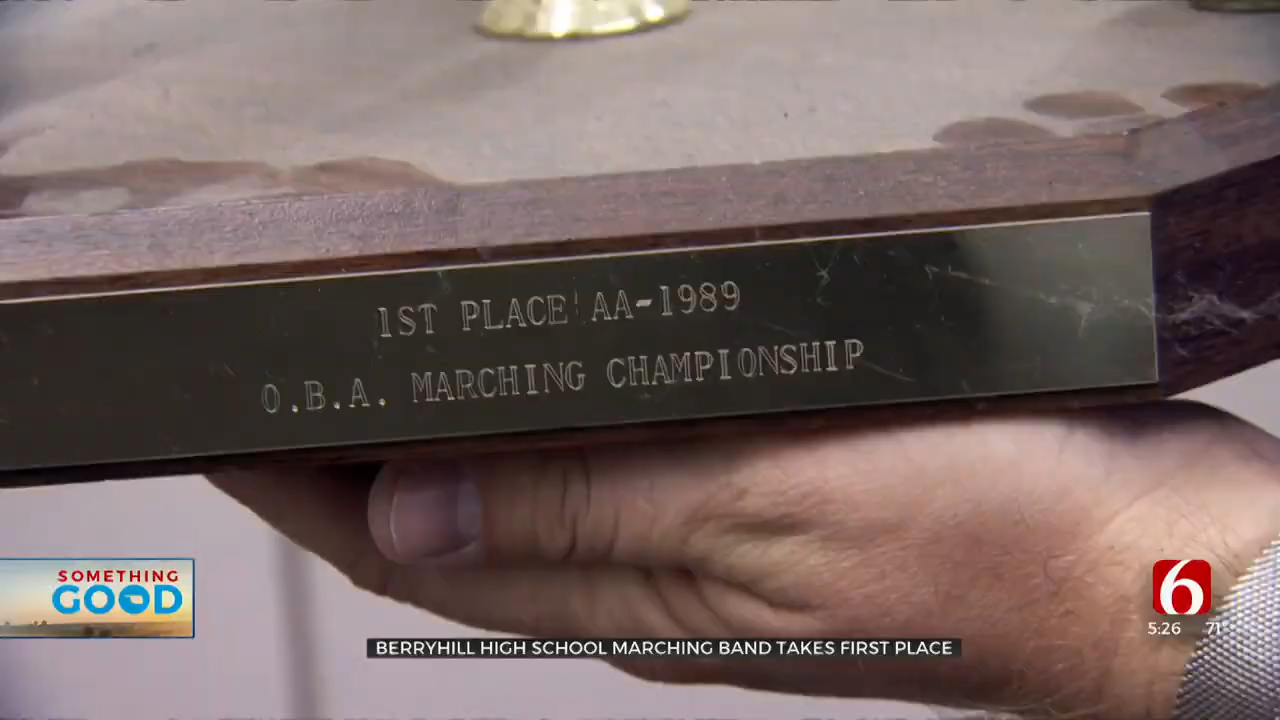 1ST PLACE AA-1989
O.B.A. MARCHING CHAMPIONSHIP
SOMETHING
GOOD
6
5:26 71°
BERRYHILL HIGH SCHOOL MARCHING BAND TAKES FIRST PLACE